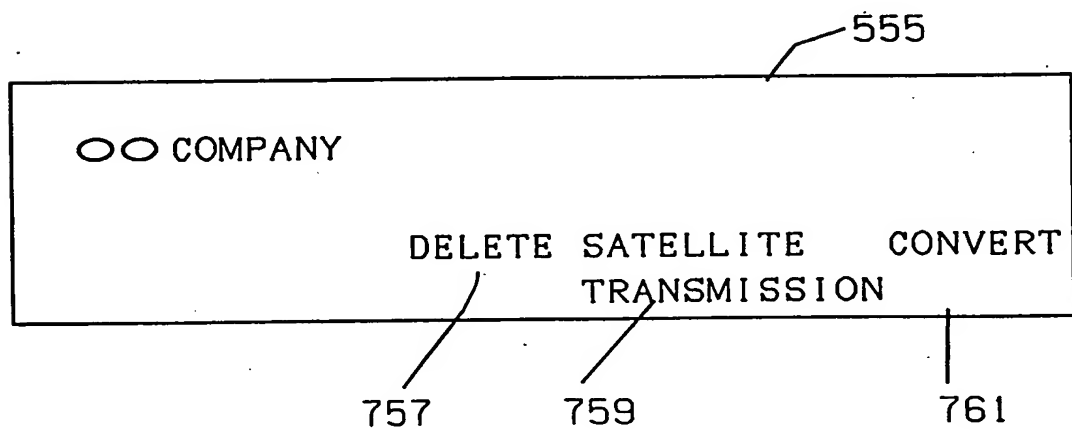 555
○○ COMPANY
DELETE SATELLITE CONVERT
TRANSMISSION
757 759 761